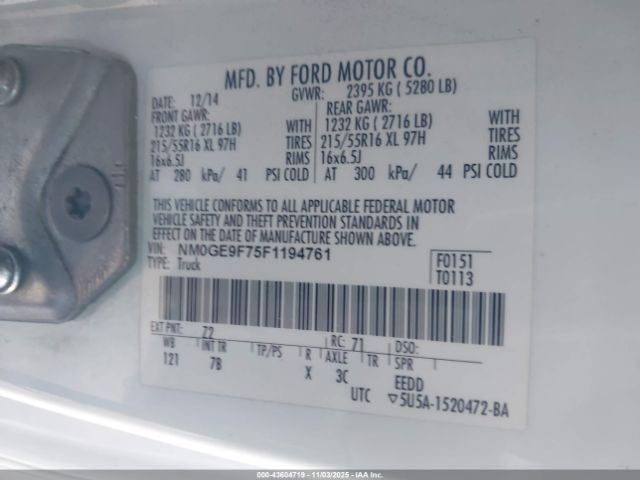 MFD. BY FORD MOTOR CO.
DATE: 12/14 GVWR: 2395 KG ( 5280 LB)
FRONT GAWR: REAR GAWR:
1232 KG (2716 LB) WITH 1232 KG (2716 LB) WITH
215/55R16 XL 97H TIRES 215/55R16 XL 97H TIRES
16x6.5J RIMS 16x6.5J RIMS
AT 280 kPa/ 41 PSI COLD AT 300 kPa/ 44 PSI COLD
THIS VEHICLE CONFORMS TO ALL APPLICABLE FEDERAL MOTOR
VEHICLE SAFETY AND THEFT PREVENTION STANDARDS IN
EFFECT ON THE DATE OF MANUFACTURE SHOWN ABOVE.
VIN: NM0GE9F75F1194761 F0151
TYPE: Truck T0113
EXT PNT: Z2 RC: 71 DSO:
WB INT TR TP/PS R AXLE TR SPR
121 7B X 3C EEDD
UTC ▽5U5A-1520472-BA
000-43604719 - 11/03/2025 - IAA, Inc.